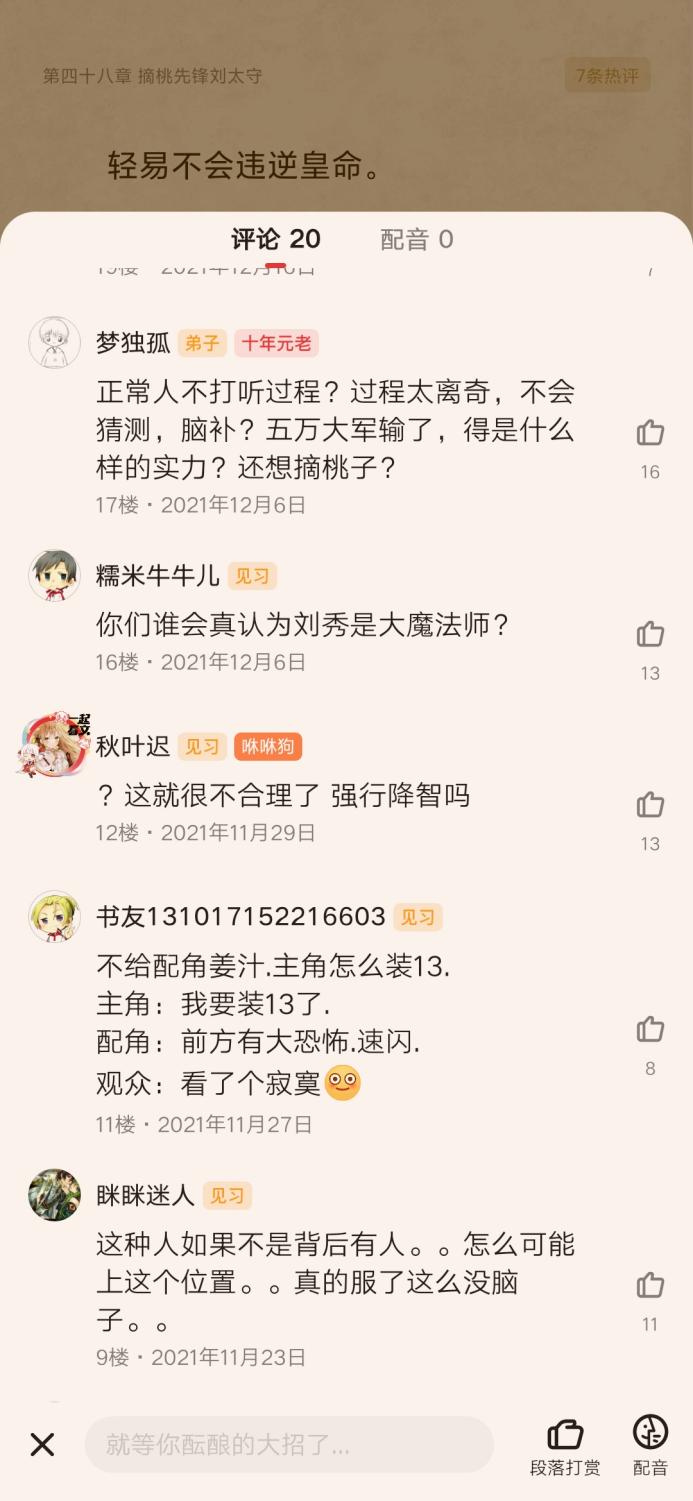 第四十八章 摘桃先锋刘太守
7条热评
轻易不会违逆皇命。
评论 20
配音 0
梦独孤 弟子 十年元老
正常人不打听过程？过程太离奇，不会
猜测，脑补？五万大军输了，得是什么
样的实力？还想摘桃子？
16
17楼·2021年12月6日
糯米牛牛儿 见习
你们谁会真认为刘秀是大魔法师？
16楼·2021年12月6日
13
一起
看文
秋叶迟 见习 咻咻狗
？这就很不合理了 强行降智吗
12楼·2021年11月29日
13
书友131017152216603 见习
不给配角姜汁.主角怎么装13.
主角：我要装13了.
配角：前方有大恐怖.速闪.
观众：看了个寂寞
8
11楼·2021年11月27日
眯眯迷人 见习
这种人如果不是背后有人。。怎么可能
上这个位置。。真的服了这么没脑
子。。
11
9楼·2021年11月23日
就等你酝酿的大招了...
段落打赏
配音